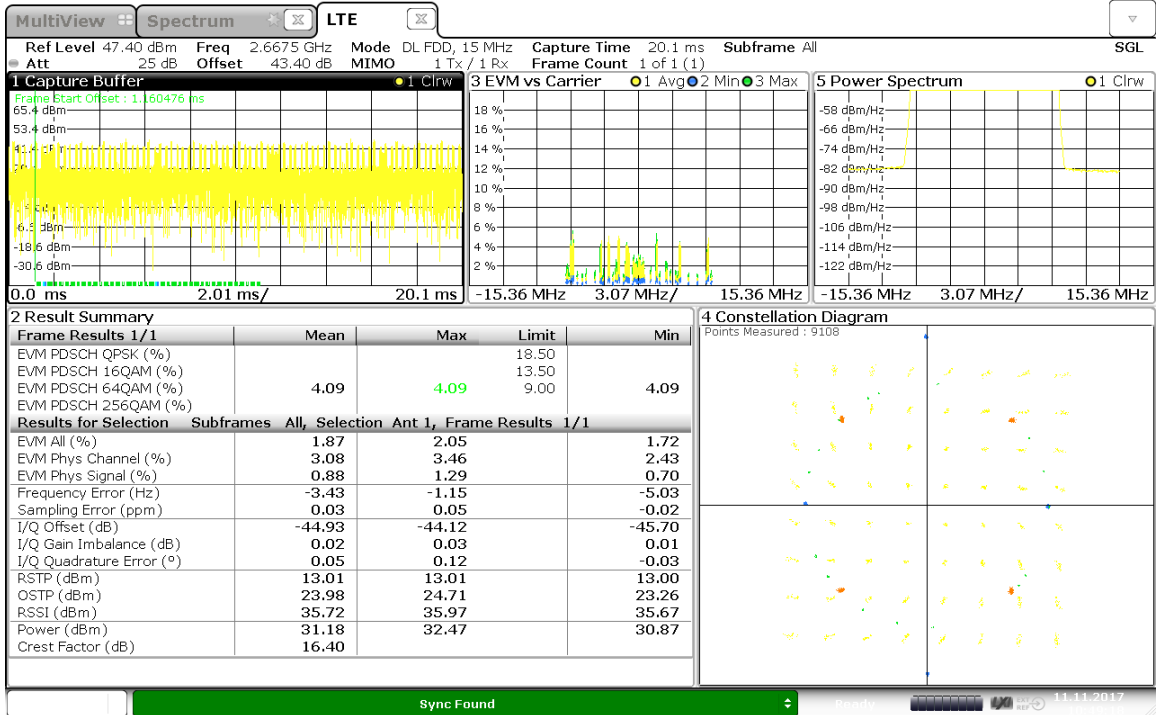 MultiView Spectrum LTE
Ref Level 47.40 dBm Freq 2.6675 GHz Mode DL FDD, 15 MHz Capture Time 20.1 ms Subframe All SGL
Att 25 dB Offset 43.40 dB MIMO 1 Tx / 1 Rx Frame Count 1 of 1 (1)
1 Capture Buffer 1 Clrw
Frame Start Offset : 1.160476 ms
65.4 dBm
53.4 dBm
-18.6 dBm
-30.6 dBm
0.0 ms 2.01 ms/ 20.1 ms
3 EVM vs Carrier 1 Avg 2 Min 3 Max
18 %
16 %
14 %
12 %
10 %
8 %
6 %
4 %
2 %
-15.36 MHz 3.07 MHz/ 15.36 MHz
5 Power Spectrum 1 Clrw
-58 dBm/Hz
-66 dBm/Hz
-74 dBm/Hz
-82 dBm/Hz
-90 dBm/Hz
-98 dBm/Hz
-106 dBm/Hz
-114 dBm/Hz
-122 dBm/Hz
-15.36 MHz 3.07 MHz/ 15.36 MHz
2 Result Summary
Frame Results 1/1 Mean Max Limit Min
EVM PDSCH QPSK (%) 18.50
EVM PDSCH 16QAM (%) 13.50
EVM PDSCH 64QAM (%) 4.09 4.09 9.00 4.09
EVM PDSCH 256QAM (%)
Results for Selection Subframes All, Selection Ant 1, Frame Results 1/1
EVM All (%) 1.87 2.05 1.72
EVM Phys Channel (%) 3.08 3.46 2.43
EVM Phys Signal (%) 0.88 1.29 0.70
Frequency Error (Hz) -3.43 -1.15 -5.03
Sampling Error (ppm) 0.03 0.05 -0.02
I/Q Offset (dB) -44.93 -44.12 -45.70
I/Q Gain Imbalance (dB) 0.02 0.03 0.01
I/Q Quadrature Error (º) 0.05 0.12 -0.03
RSTP (dBm) 13.01 13.01 13.00
OSTP (dBm) 23.98 24.71 23.26
RSSI (dBm) 35.72 35.97 35.67
Power (dBm) 31.18 32.47 30.87
Crest Factor (dB) 16.40
4 Constellation Diagram
Points Measured : 9108
Sync Found
Ready
LXI
EXT
REF
11.11.2017